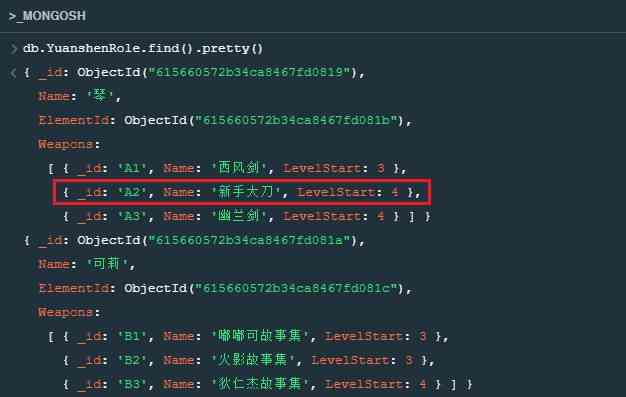 >_MONGOSH
> db.YuanshenRole.find().pretty()
< { _id: ObjectId("615660572b34ca8467fd0819"),
Name: '琴',
ElementId: ObjectId("615660572b34ca8467fd081b"),
Weapons:
[ { _id: 'A1', Name: '西风剑', LevelStart: 3 },
{ _id: 'A2', Name: '新手大刀', LevelStart: 4 },
{ _id: 'A3', Name: '幽兰剑', LevelStart: 4 } ] }
{ _id: ObjectId("615660572b34ca8467fd081a"),
Name: '可莉',
ElementId: ObjectId("615660572b34ca8467fd081c"),
Weapons:
[ { _id: 'B1', Name: '嘟嘟可故事集', LevelStart: 3 },
{ _id: 'B2', Name: '火影故事集', LevelStart: 3 },
{ _id: 'B3', Name: '狄仁杰故事集', LevelStart: 4 } ] }